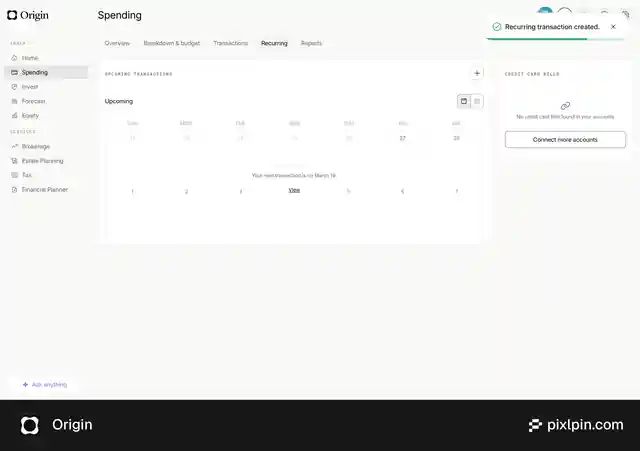 Origin
Spending
Recurring transaction created.
Overview
Breakdown & budget
Transactions
Recurring
Reports
Home
Spending
Invest
Forecast
Equity
SERVICES
Brokerage
Estate Planning
Tax
Financial Planner
UPCOMING TRANSACTIONS
Upcoming
27
28
Your next transaction is on March 19
View
1
2
3
5
6
7
CREDIT CARD BILLS
No credit card bills found in your accounts
Connect more accounts
Ask anything
Origin
pixlpin.com